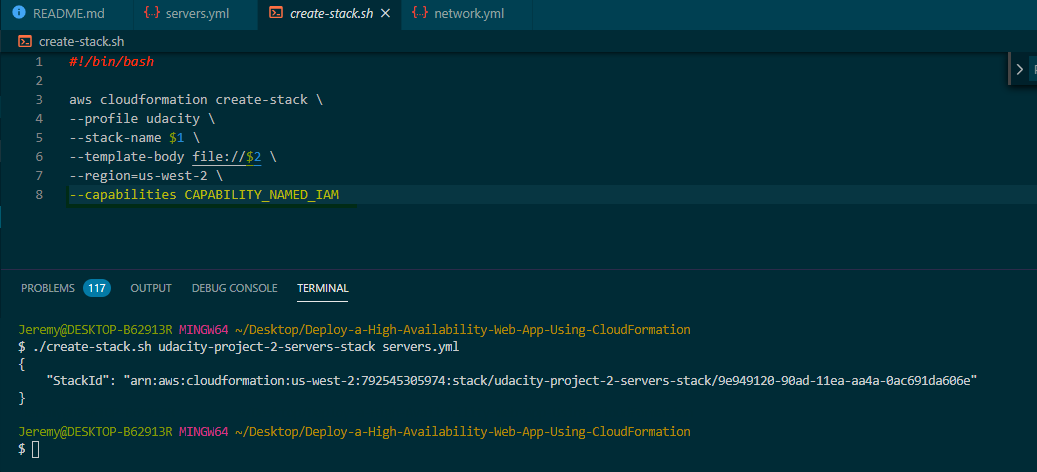 README.md servers.yml create-stack.sh network.yml
create-stack.sh
1 #!/bin/bash
2
3 aws cloudformation create-stack \
4 --profile udacity \
5 --stack-name $1 \
6 --template-body file://$2 \
7 --region=us-west-2 \
8 --capabilities CAPABILITY_NAMED_IAM
PROBLEMS 117 OUTPUT DEBUG CONSOLE TERMINAL
Jeremy@DESKTOP-B62913R MINGW64 ~/Desktop/Deploy-a-High-Availability-Web-App-Using-CloudFormation
$ ./create-stack.sh udacity-project-2-servers-stack servers.yml
{
"StackId": "arn:aws:cloudformation:us-west-2:792545305974:stack/udacity-project-2-servers-stack/9e949120-90ad-11ea-aa4a-0ac691da606e"
}
Jeremy@DESKTOP-B62913R MINGW64 ~/Desktop/Deploy-a-High-Availability-Web-App-Using-CloudFormation
$